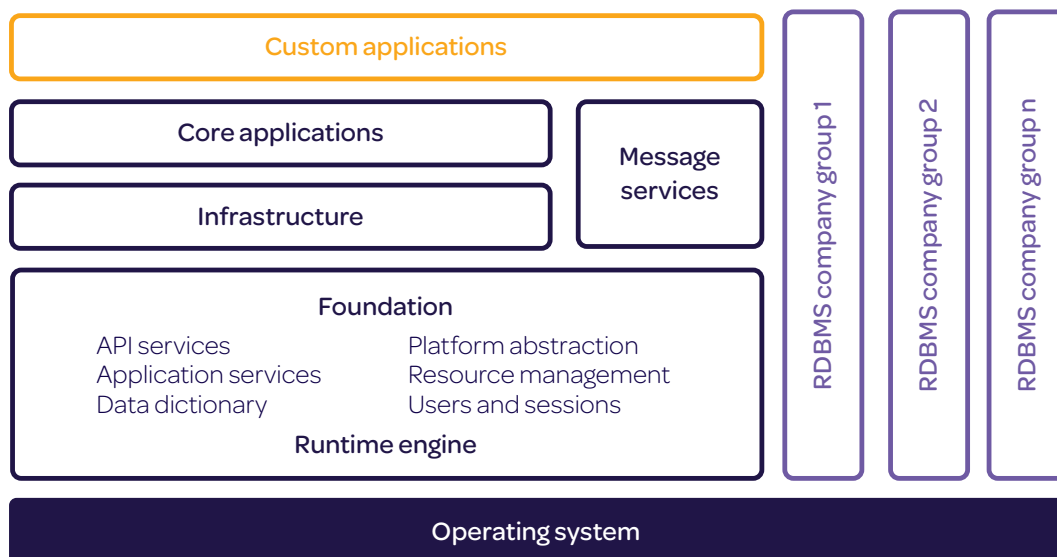 Custom applications
Core applications
Message
services
Infrastructure
Foundation
API services
Platform abstraction
Application services
Resource management
Data dictionary
Users and sessions
Runtime engine
RDBMS company group 1
RDBMS company group 2
RDBMS company group n
Operating system